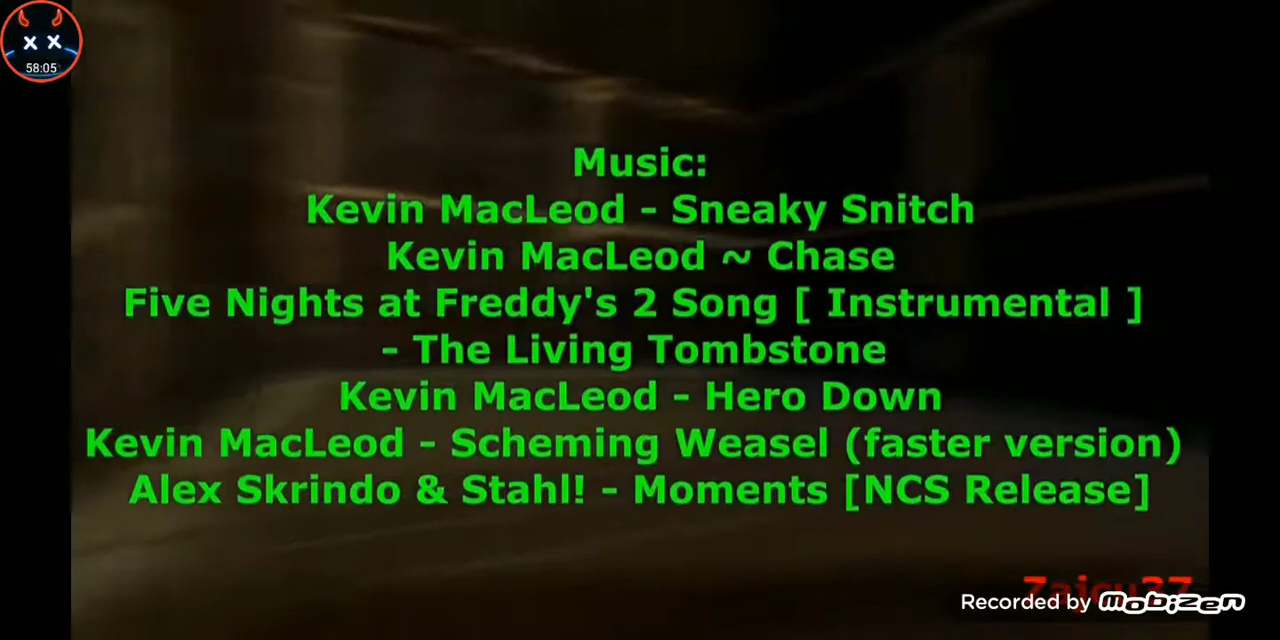 58:05
Music:
Kevin MacLeod - Sneaky Snitch
Kevin MacLeod ~ Chase
Five Nights at Freddy's 2 Song [ Instrumental ]
- The Living Tombstone
Kevin MacLeod - Hero Down
Kevin MacLeod - Scheming Weasel (faster version)
Alex Skrindo & Stahl! - Moments [NCS Release]
Recorded by Mobizen